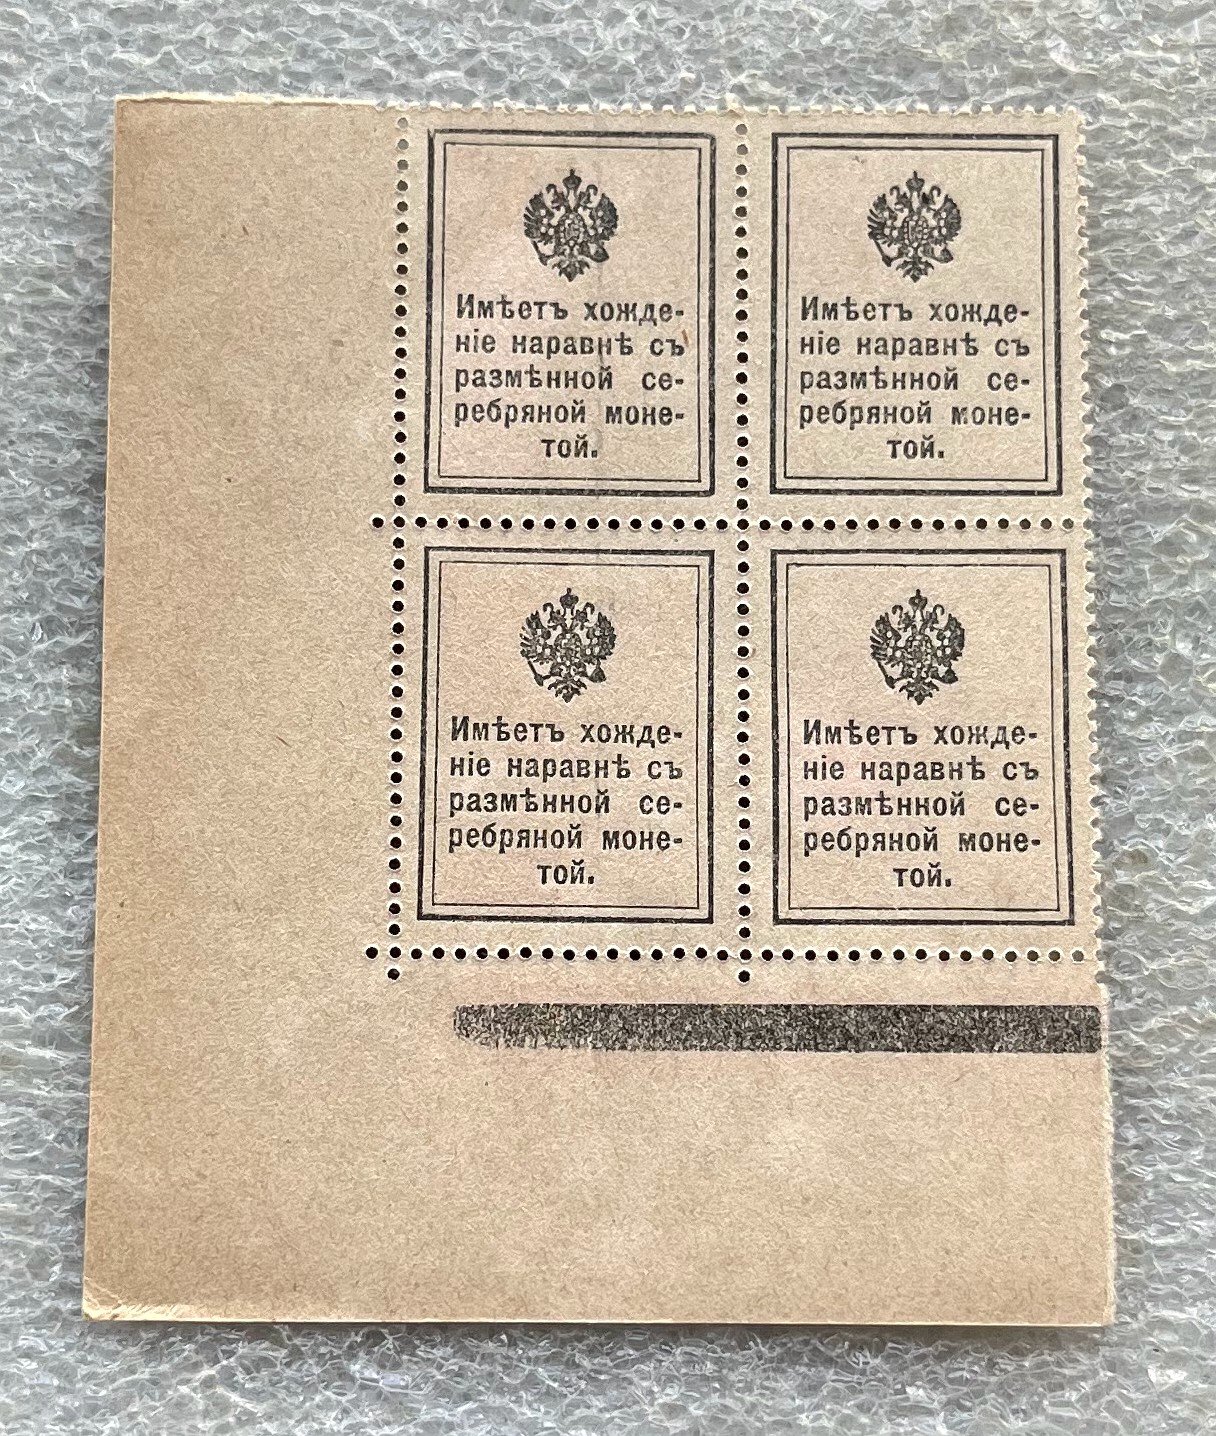 Имѣетъ хожде-
ніе наравнѣ съ
размѣнной се-
ребряной моне-
той.
Имѣетъ хожде-
ніе наравнѣ съ
размѣнной се-
ребряной моне-
той.
Имѣетъ хожде-
ніе наравнѣ съ
размѣнной се-
ребряной моне-
той.
Имѣетъ хожде-
ніе наравнѣ съ
размѣнной се-
ребряной моне-
той.